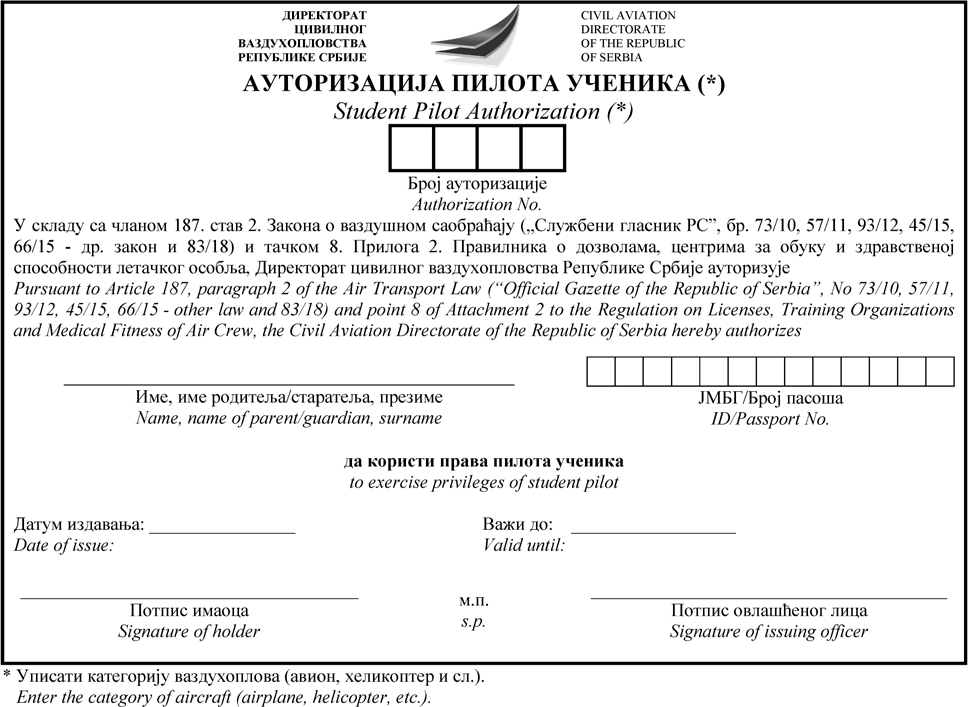 ДИРЕКТОРАТ
ЦИВИЛНОГ
ВАЗДУХОПЛОВСТВА
РЕПУБЛИКЕ СРБИЈЕ
CIVIL AVIATION
DIRECTORATE
OF THE REPUBLIC
OF SERBIA
АУТОРИЗАЦИЈА ПИЛОТА УЧЕНИКА (*)
Student Pilot Authorization (*)
Број ауторизације
Authorization No.
У складу са чланом 187. став 2. Закона о ваздушном саобраћају („Службени гласник РС”, бр. 73/10, 57/11, 93/12, 45/15,
66/15 - др. закон и 83/18) и тачком 8. Прилога 2. Правилника о дозволама, центрима за обуку и здравственој
способности летачког особља, Директорат цивилног ваздухопловства Републике Србије ауторизује
Pursuant to Article 187, paragraph 2 of the Air Transport Law (“Official Gazette of the Republic of Serbia”, No 73/10, 57/11,
93/12, 45/15, 66/15 - other law and 83/18) and point 8 of Attachment 2 to the Regulation on Licenses, Training Organizations
and Medical Fitness of Air Crew, the Civil Aviation Directorate of the Republic of Serbia hereby authorizes
Име, име родитеља/старатеља, презиме
Name, name of parent/guardian, surname
ЈМБГ/Број пасоша
ID/Passport No.
да користи права пилота ученика
to exercise privileges of student pilot
Датум издавања: ________________
Date of issue:
Важи до: __________________
Valid until:
Потпис имаоца
Signature of holder
м.п.
s.p.
Потпис овлашћеног лица
Signature of issuing officer
* Уписати категорију ваздухоплова (авион, хеликоптер и сл.).
Enter the category of aircraft (airplane, helicopter, etc.).